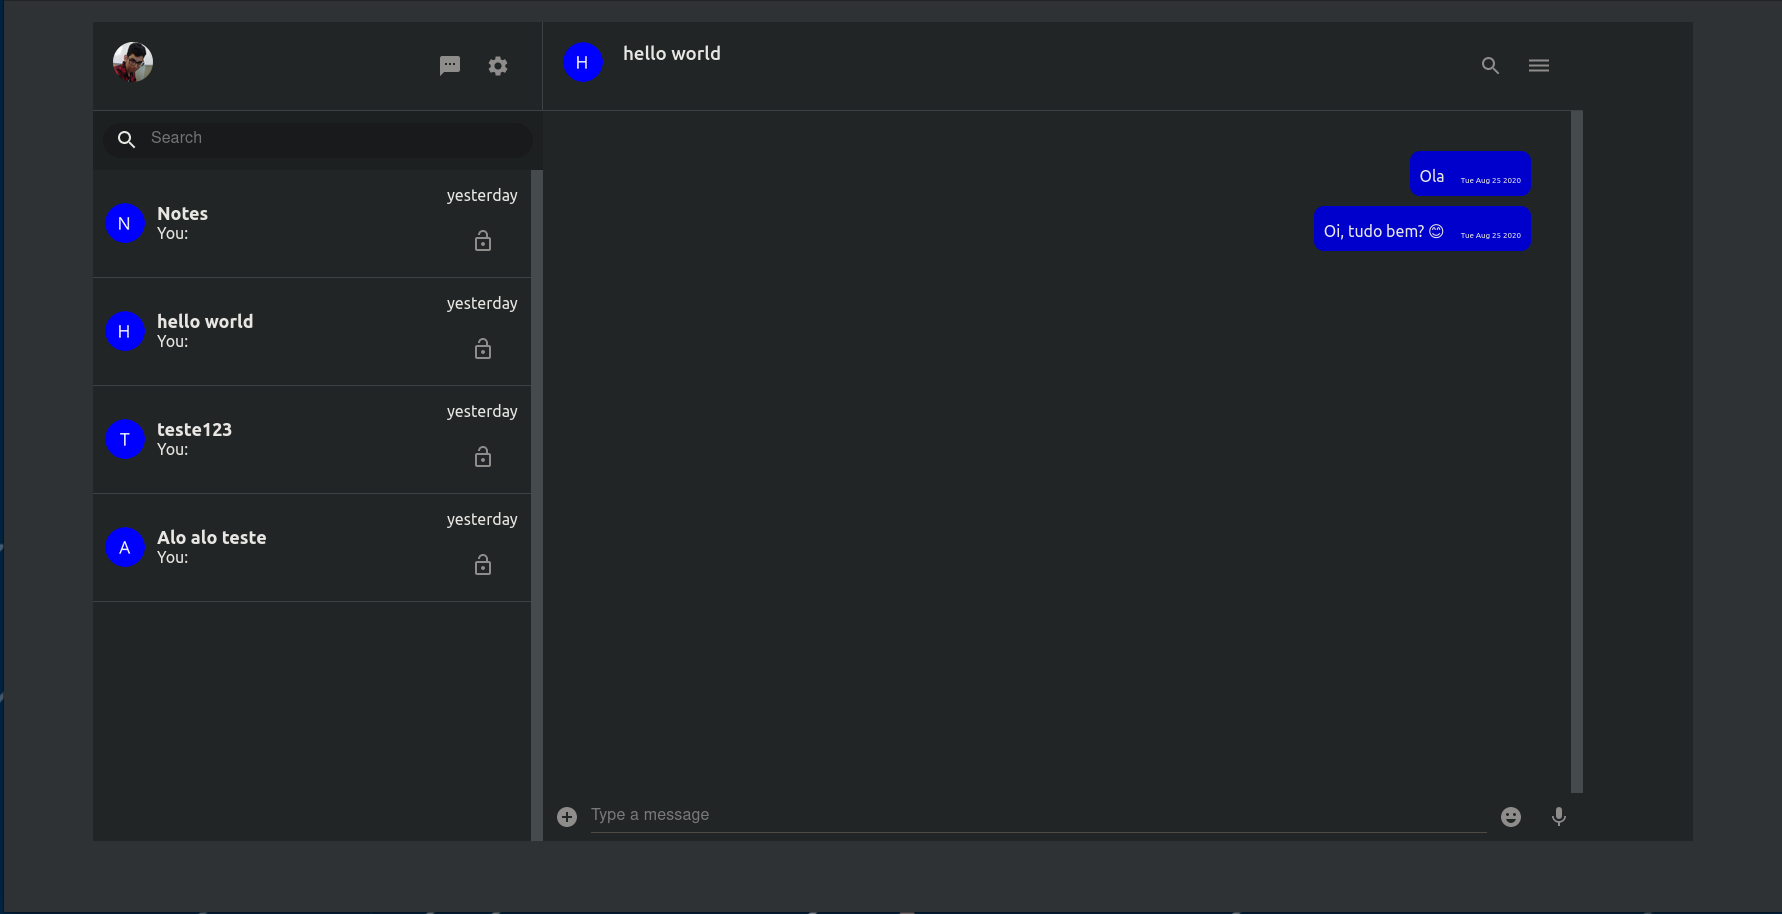 H hello world
Search
yesterday
N Notes
You:
yesterday
H hello world
You:
yesterday
T teste123
You:
yesterday
A Alo alo teste
You:
Ola Tue Aug 25 2020
Oi, tudo bem? 😊 Tue Aug 25 2020
Type a message